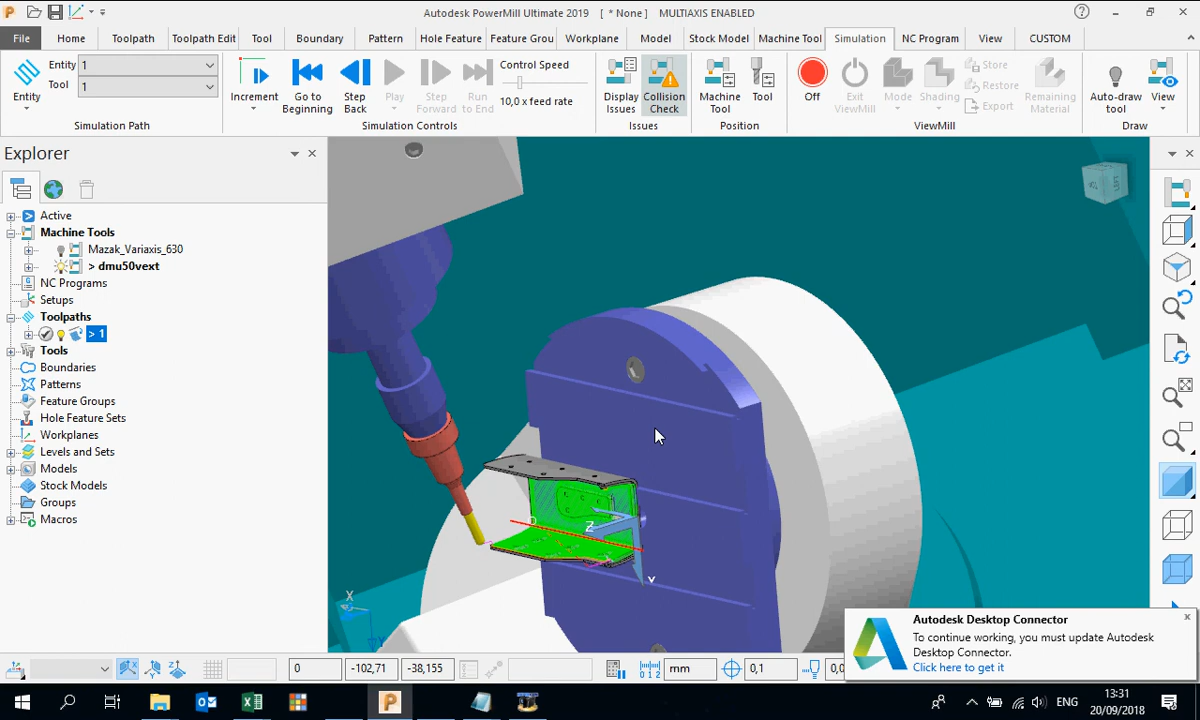 Autodesk PowerMill Ultimate 2019 [ * None ] MULTIAXIS ENABLED
File Home Toolpath Toolpath Edit Tool Boundary Pattern Hole Feature Feature Grou Workplane Model Stock Model Machine Tool Simulation NC Program View CUSTOM
Entity
Entity 1
Tool 1
Simulation Path
Increment
Go to Beginning
Step Back
Play
Step Forward
Run to End
Control Speed
10,0 x feed rate
Simulation Controls
Display Issues
Collision Check
Issues
Machine Tool
Tool
Position
Off
Exit ViewMill
Mode
Shading
Store
Restore
Export
Remaining Material
ViewMill
Auto-draw tool
View
Draw
Explorer
Active
Machine Tools
Mazak_Variaxis_630
> dmu50vext
NC Programs
Setups
Toolpaths
> 1
Tools
Boundaries
Patterns
Feature Groups
Hole Feature Sets
Workplanes
Levels and Sets
Models
Stock Models
Groups
Macros
Z
Y
X
Autodesk Desktop Connector
To continue working, you must update Autodesk
Desktop Connector.
Click here to get it
0 -102,71 -38,155 mm 0,1 0,0
ENG
13:31
20/09/2018